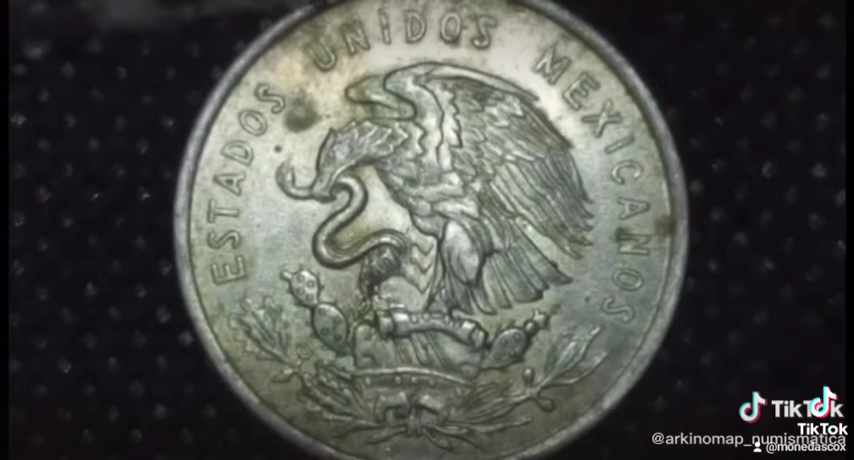 ESTADOS UNIDOS MEXICANOS
TikTok
TikTok
@arkinomap_numismatica
@monedascox